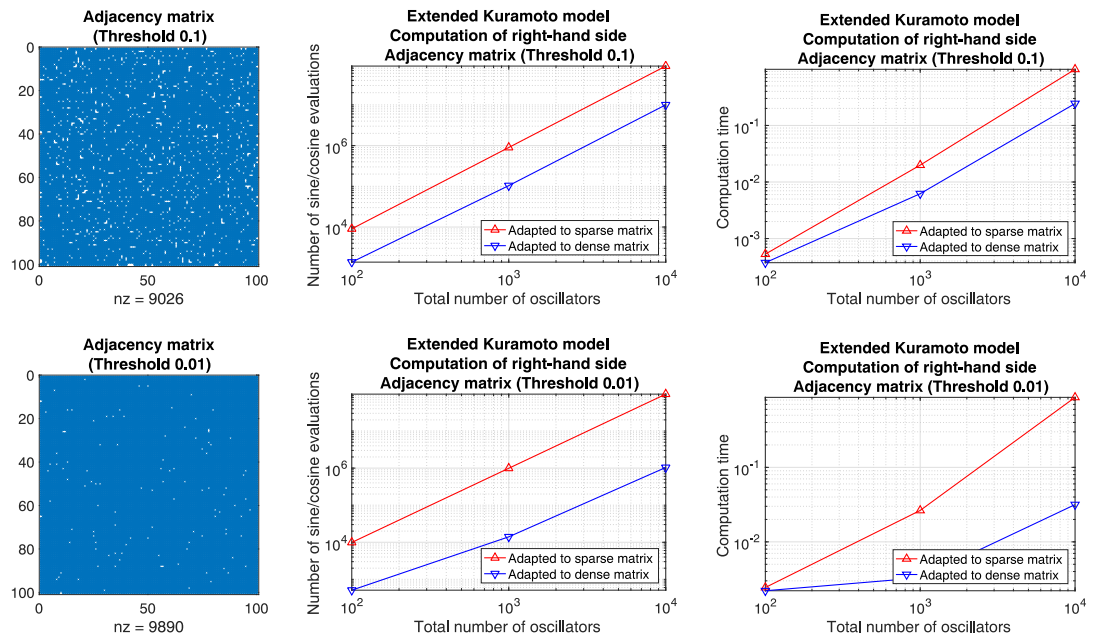 Adjacency matrix
(Threshold 0.1)
0
20
40
60
80
100
0
50
100
nz = 9026
Extended Kuramoto model
Computation of right-hand side
Adjacency matrix (Threshold 0.1)
Number of sine/cosine evaluations
10^6
10^4
Adapted to sparse matrix
Adapted to dense matrix
10^2
10^3
10^4
Total number of oscillators
Extended Kuramoto model
Computation of right-hand side
Adjacency matrix (Threshold 0.1)
Computation time
10^-1
10^-2
10^-3
Adapted to sparse matrix
Adapted to dense matrix
10^2
10^3
10^4
Total number of oscillators
Adjacency matrix
(Threshold 0.01)
0
20
40
60
80
100
0
50
100
nz = 9890
Extended Kuramoto model
Computation of right-hand side
Adjacency matrix (Threshold 0.01)
Number of sine/cosine evaluations
10^6
10^4
Adapted to sparse matrix
Adapted to dense matrix
10^2
10^3
10^4
Total number of oscillators
Extended Kuramoto model
Computation of right-hand side
Adjacency matrix (Threshold 0.01)
Computation time
10^-1
10^-2
Adapted to sparse matrix
Adapted to dense matrix
10^2
10^3
10^4
Total number of oscillators